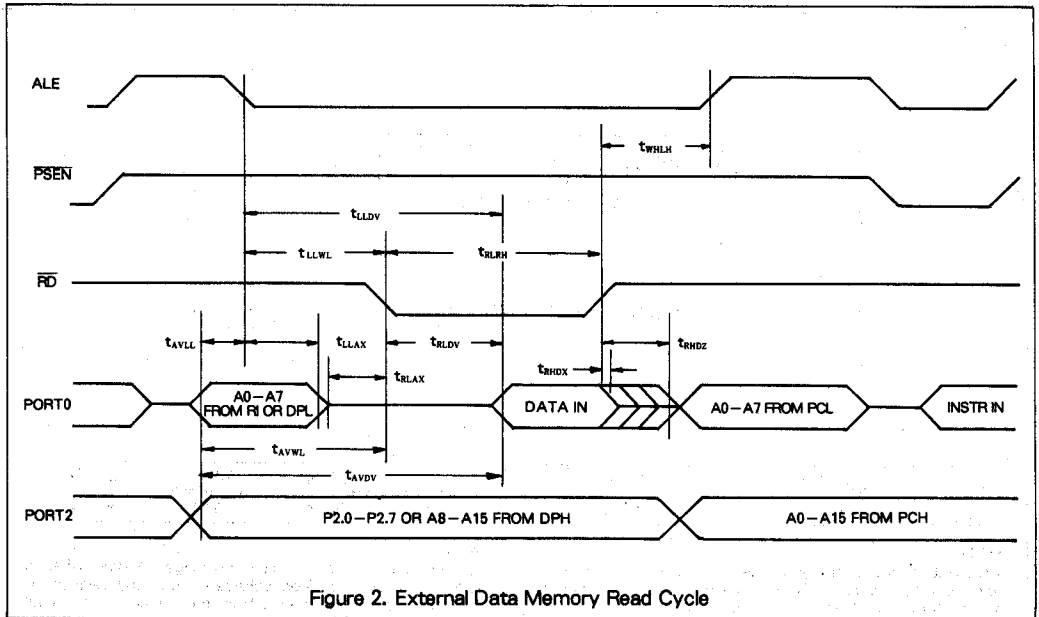 ALE
tWHLH
PSEN
tLLDV
tLLWL
tRLRH
RD
tAVLL
tLLAX
tRLDV
tRHDZ
tRHDX
tRLAX
PORT0
A0-A7
FROM RI OR DPL
DATA IN
A0-A7 FROM PCL
INSTR IN
tAVWL
tAVDV
PORT2
P2.0-P2.7 OR A8-A15 FROM DPH
A0-A15 FROM PCH
Figure 2. External Data Memory Read Cycle